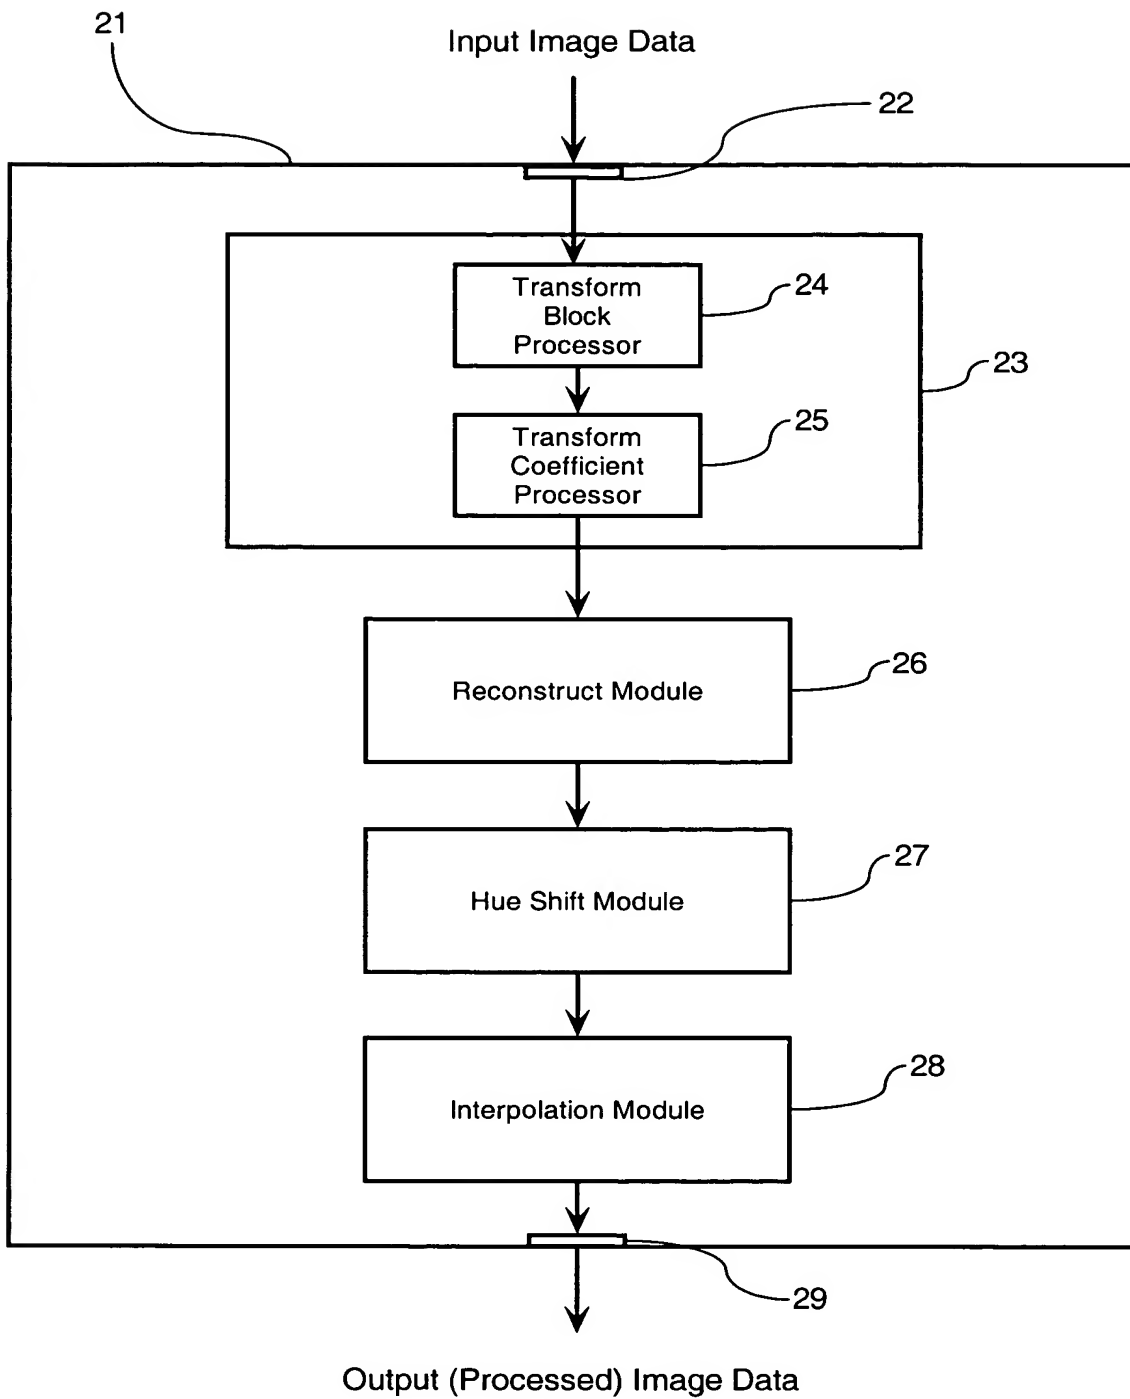 21
Input Image Data
22
Transform
Block
Processor
24
23
Transform
Coefficient
Processor
25
Reconstruct Module
26
Hue Shift Module
27
Interpolation Module
28
29
Output (Processed) Image Data